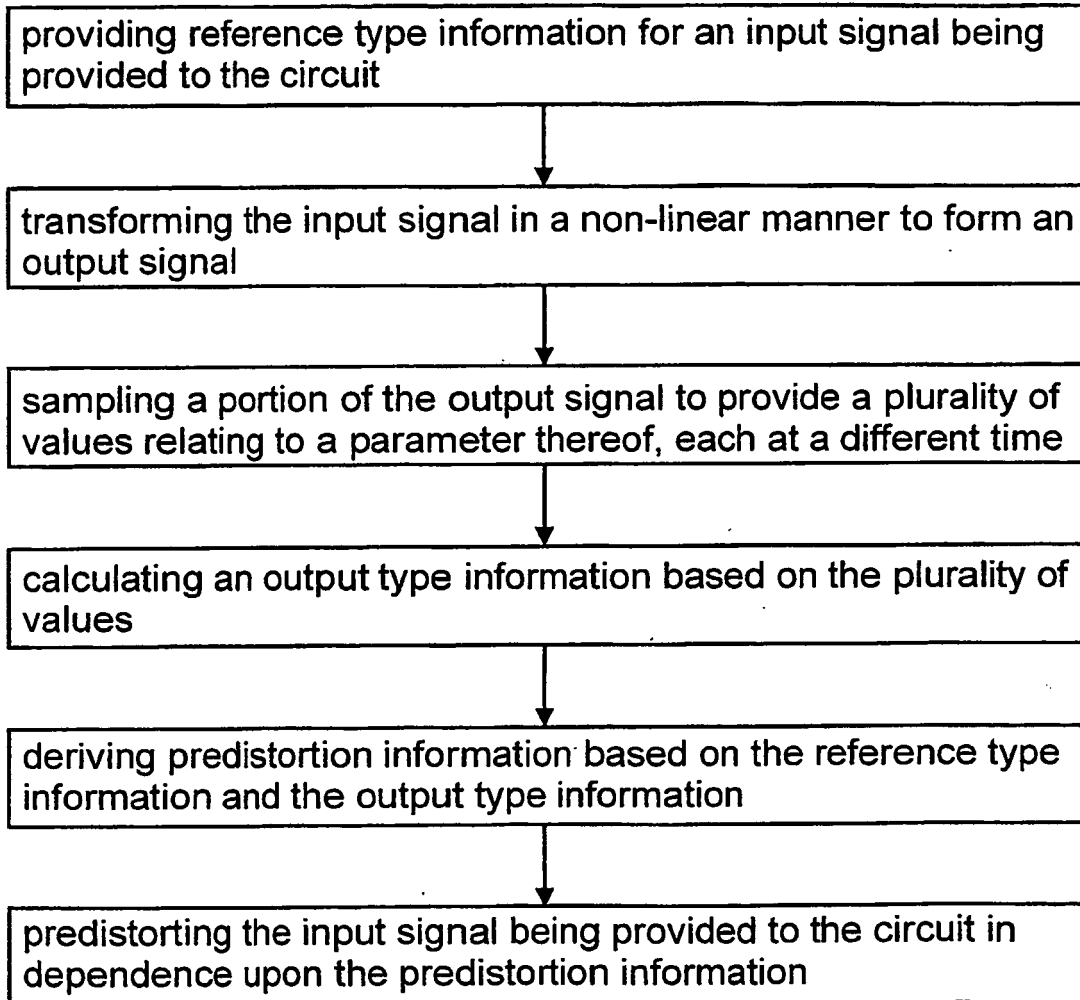 providing reference type information for an input signal being
provided to the circuit
transforming the input signal in a non-linear manner to form an
output signal
sampling a portion of the output signal to provide a plurality of
values relating to a parameter thereof, each at a different time
calculating an output type information based on the plurality of
values
deriving predistortion information based on the reference type
information and the output type information
predistorting the input signal being provided to the circuit in
dependence upon the predistortion information